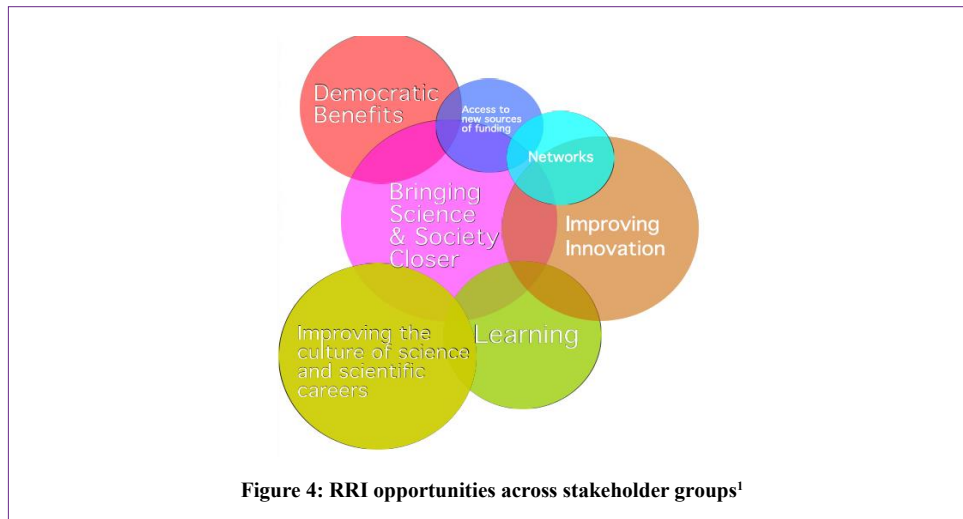 Democratic
Benefits
Access to
new sources
of funding
Networks
Bringing
Science
& Society
Closer
Improving
Innovation
Improving the
culture of science
and scientific
careers
Learning
Figure 4: RRI opportunities across stakeholder groups1